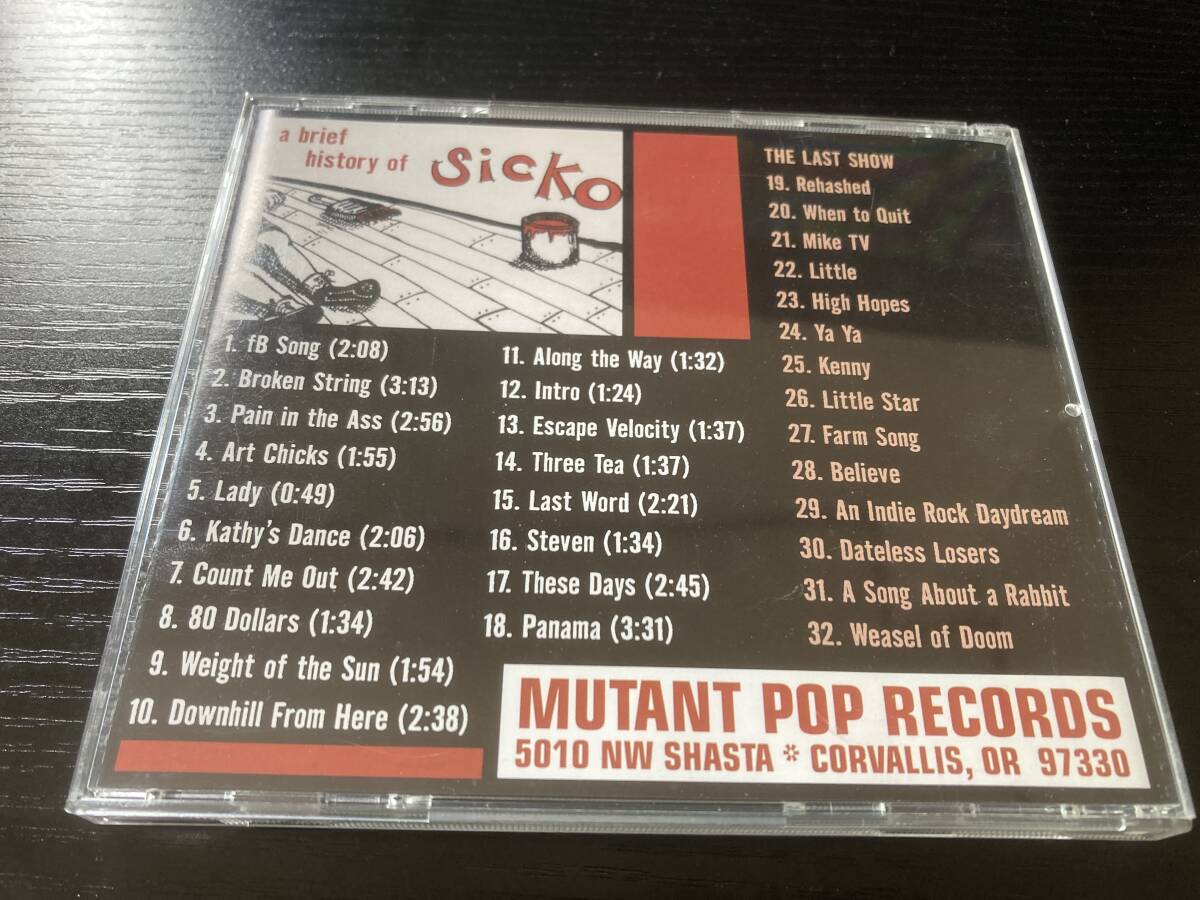 a brief
history of
Sicko
1. fB Song (2:08)
2. Broken String (3:13)
3. Pain in the Ass (2:56)
4. Art Chicks (1:55)
5. Lady (0:49)
6. Kathy's Dance (2:06)
7. Count Me Out (2:42)
8. 80 Dollars (1:34)
9. Weight of the Sun (1:54)
10. Downhill From Here (2:38)
11. Along the Way (1:32)
12. Intro (1:24)
13. Escape Velocity (1:37)
14. Three Tea (1:37)
15. Last Word (2:21)
16. Steven (1:34)
17. These Days (2:45)
18. Panama (3:31)
THE LAST SHOW
19. Rehashed
20. When to Quit
21. Mike TV
22. Little
23. High Hopes
24. Ya Ya
25. Kenny
26. Little Star
27. Farm Song
28. Believe
29. An Indie Rock Daydream
30. Dateless Losers
31. A Song About a Rabbit
32. Weasel of Doom
MUTANT POP RECORDS
5010 NW SHASTA * CORVALLIS, OR 97330